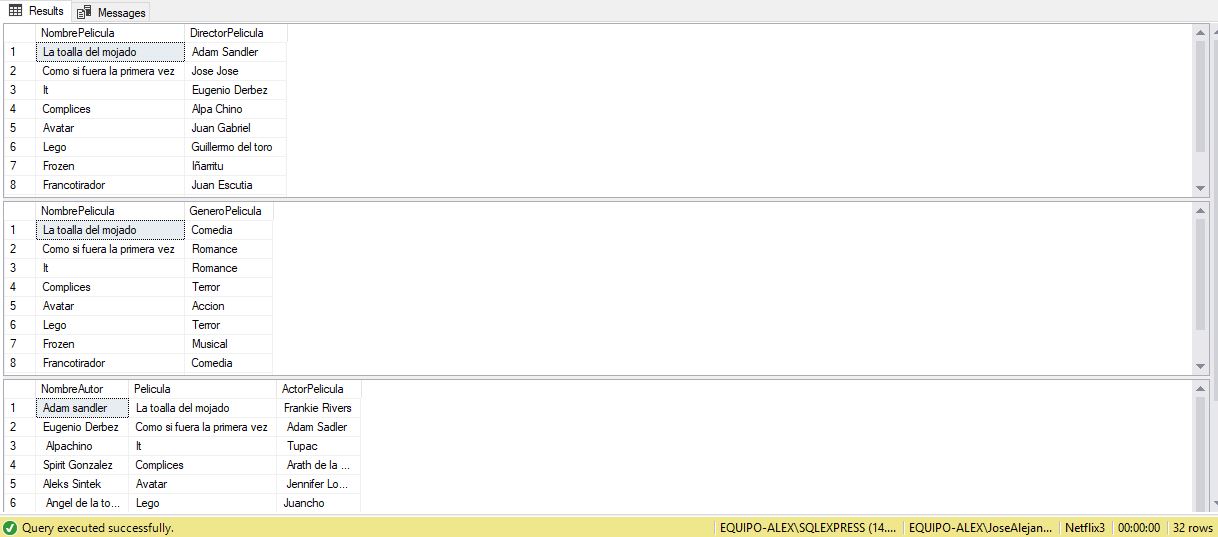 Results Messages
NombrePelicula DirectorPelicula
1 La toalla del mojado Adam Sandler
2 Como si fuera la primera vez Jose Jose
3 It Eugenio Derbez
4 Complices Alpa Chino
5 Avatar Juan Gabriel
6 Lego Guillermo del toro
7 Frozen Iñarritu
8 Francotirador Juan Escutia
NombrePelicula GeneroPelicula
1 La toalla del mojado Comedia
2 Como si fuera la primera vez Romance
3 It Romance
4 Complices Terror
5 Avatar Accion
6 Lego Terror
7 Frozen Musical
8 Francotirador Comedia
NombreAutor Pelicula ActorPelicula
1 Adam sandler La toalla del mojado Frankie Rivers
2 Eugenio Derbez Como si fuera la primera vez Adam Sadler
3 Alpachino It Tupac
4 Spirit Gonzalez Complices Arath de la ...
5 Aleks Sintek Avatar Jennifer Lo...
6 Angel de la to... Lego Juancho
Query executed successfully. EQUIPO-ALEX\SQLEXPRESS (14.... EQUIPO-ALEX\JoseAlejan... Netflix3 00:00:00 32 rows